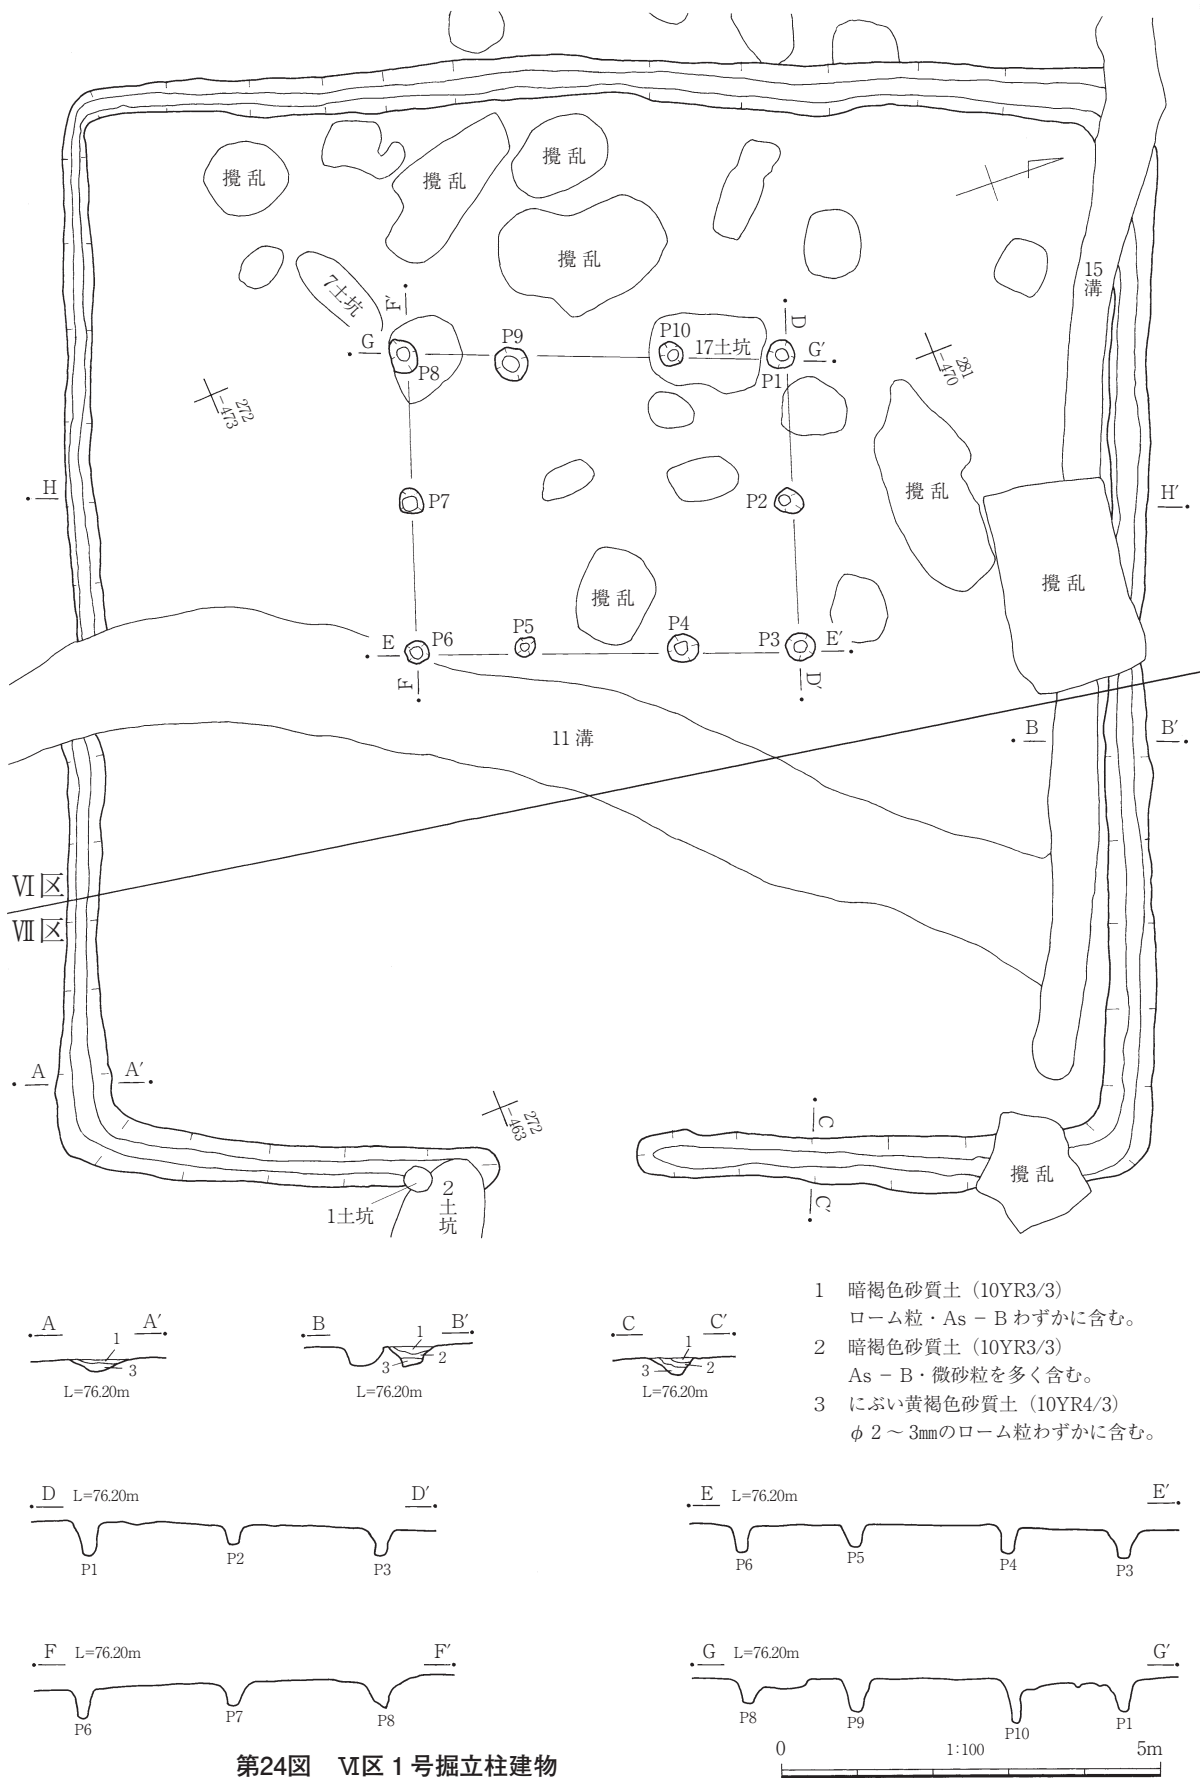 攪乱
攪乱
攪乱
攪乱
7土坑
F′
15溝
D
G
P8
P9
P10
17土坑
P1
G′
281
-470
272
-473
H
P7
P2
攪乱
H′
攪乱
攪乱
E
P6
P5
P4
P3
E′
F
D′
11溝
B
B′
Ⅵ区
Ⅶ区
A
A′
272
-463
C
C′
1土坑
2土坑
攪乱
A
A′
1
3
L=76.20m
B
B′
1
2
3
L=76.20m
C
C′
1
2
3
L=76.20m
1 暗褐色砂質土（10YR3/3）
ローム粒・As－Bわずかに含む。
2 暗褐色砂質土（10YR3/3）
As－B・微砂粒を多く含む。
3 にぶい黄褐色砂質土（10YR4/3）
φ2～3㎜のローム粒わずかに含む。
D L=76.20m D′
P1
P2
P3
E L=76.20m E′
P6
P5
P4
P3
F L=76.20m F′
P6
P7
P8
G L=76.20m G′
P8
P9
P10
P1
第24図 Ⅵ区1号掘立柱建物
0 1:100 5m